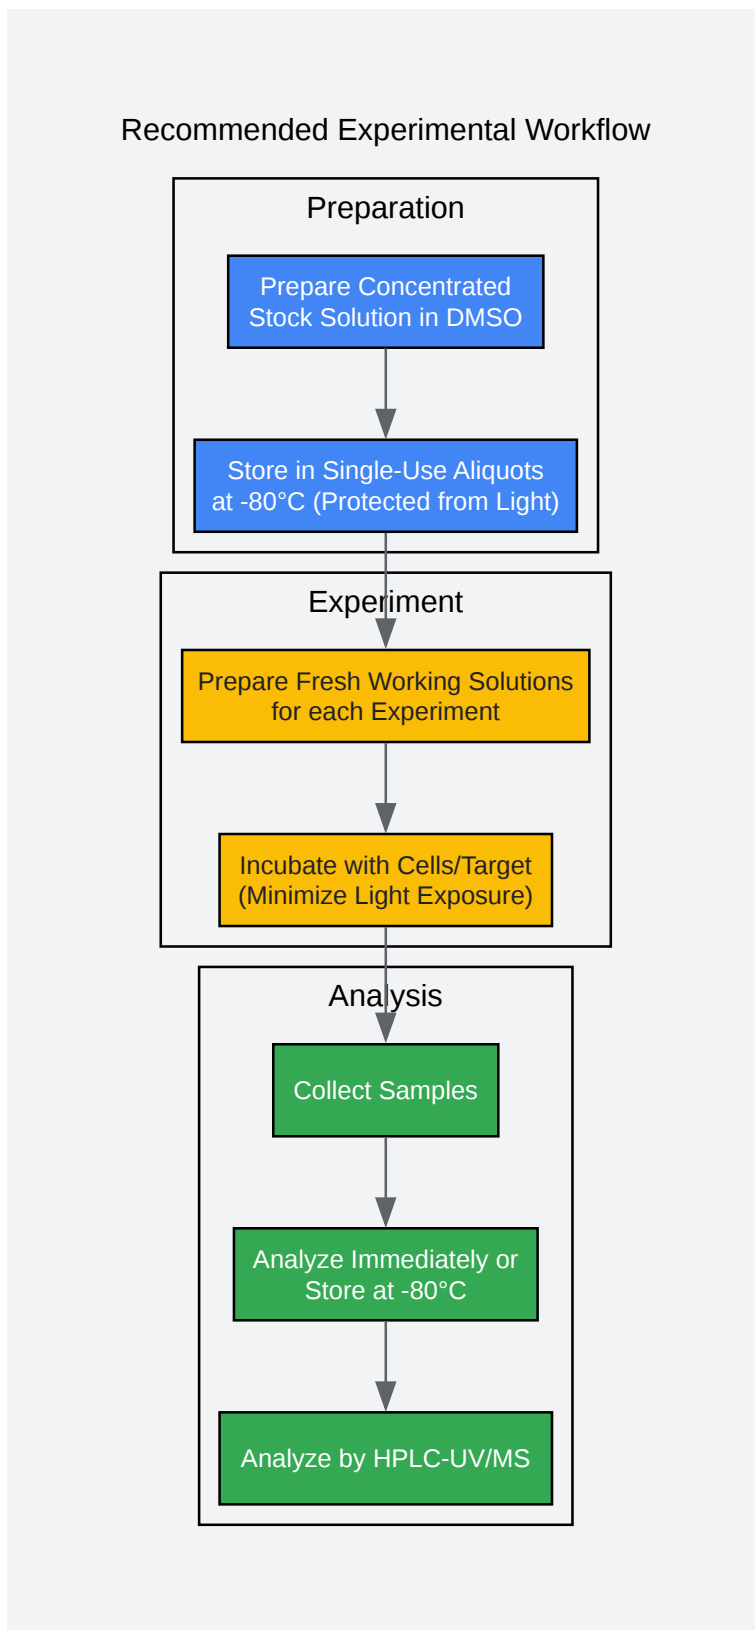 Recommended Experimental Workflow
Preparation
Prepare Concentrated
Stock Solution in DMSO
Store in Single-Use Aliquots
at -80°C (Protected from Light)
Experiment
Prepare Fresh Working Solutions
for each Experiment
Incubate with Cells/Target
(Minimize Light Exposure)
Analysis
Collect Samples
Analyze Immediately or
Store at -80°C
Analyze by HPLC-UV/MS